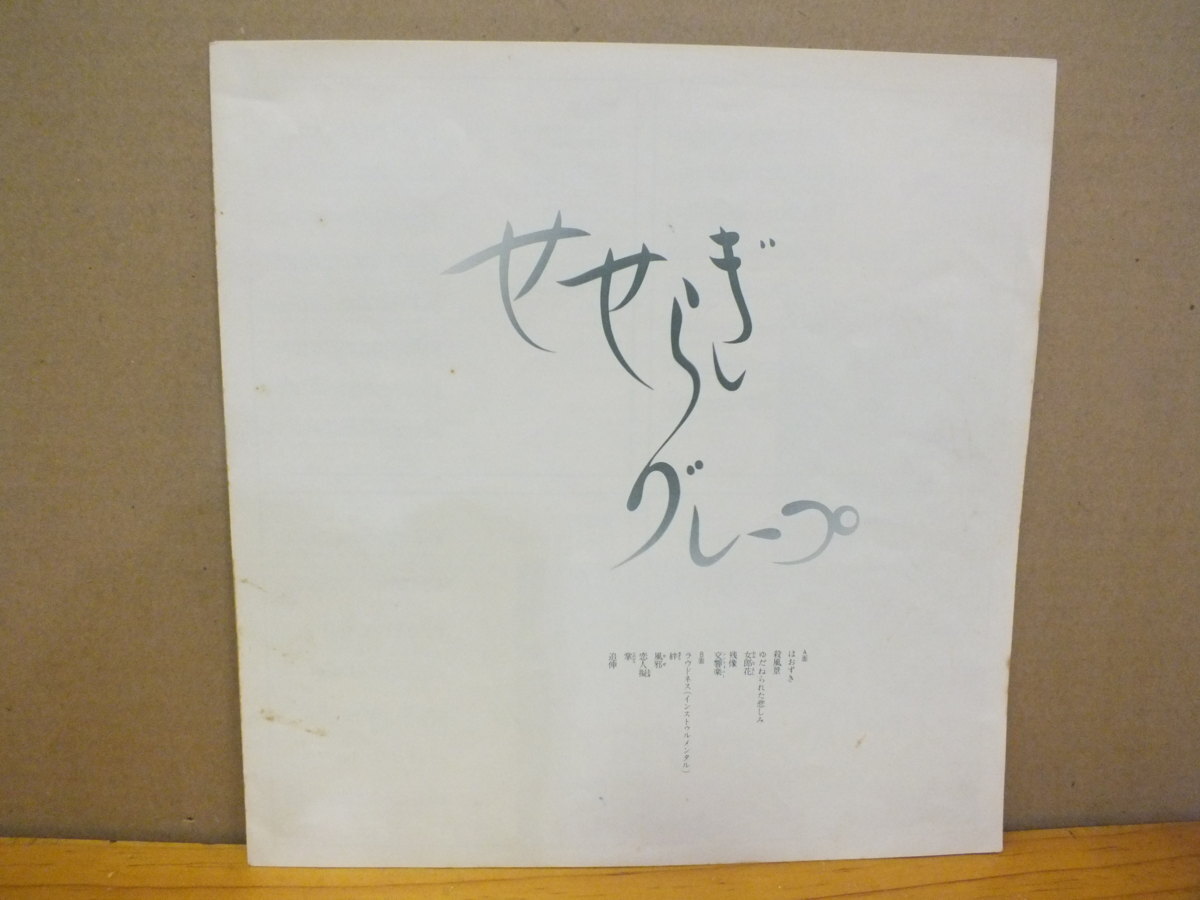 せせらぎ
グレープ
A面
ほおずき
殺風景
ゆだねられた悲しみ
女郎花
残像
交響楽
B面
ラウドネス(インストゥルメンタル)
絆
風邪
恋人擬
掌
追伸